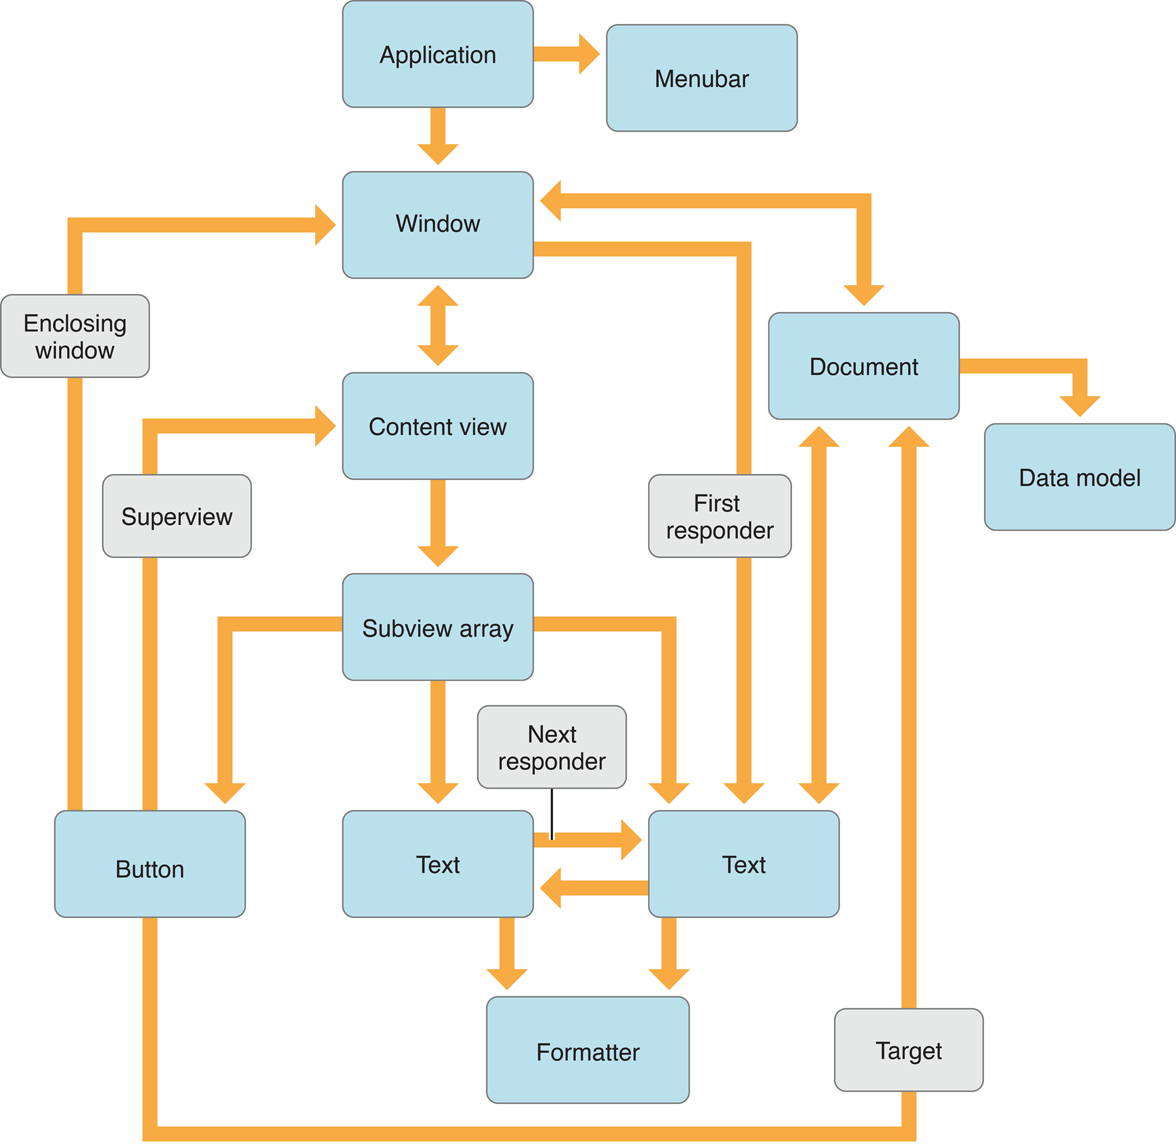 Application
Menubar
Window
Enclosing
window
Document
Content view
Data model
Superview
First
responder
Subview array
Next
responder
Button
Text
Text
Formatter
Target